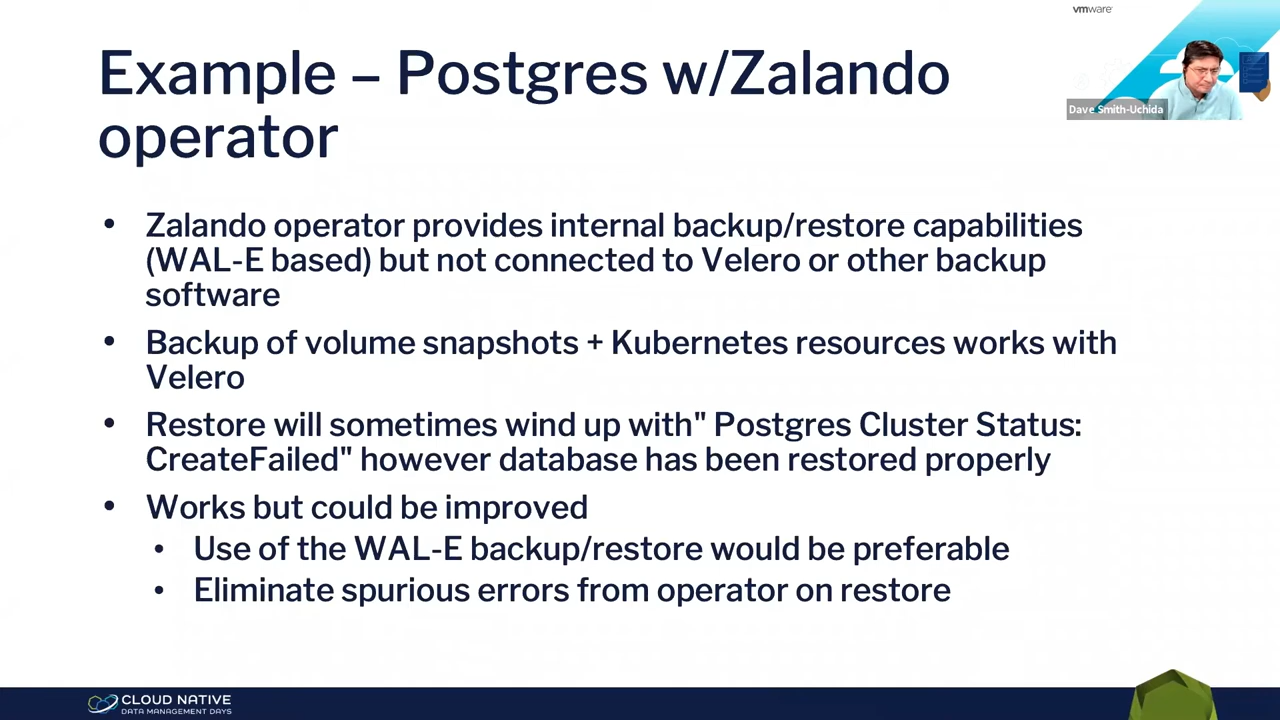 vmware
Dave Smith-Uchida
Example – Postgres w/Zalando
operator
• Zalando operator provides internal backup/restore capabilities
(WAL-E based) but not connected to Velero or other backup
software
• Backup of volume snapshots + Kubernetes resources works with
Velero
• Restore will sometimes wind up with" Postgres Cluster Status:
CreateFailed" however database has been restored properly
• Works but could be improved
• Use of the WAL-E backup/restore would be preferable
• Eliminate spurious errors from operator on restore
CLOUD NATIVE
DATA MANAGEMENT DAYS